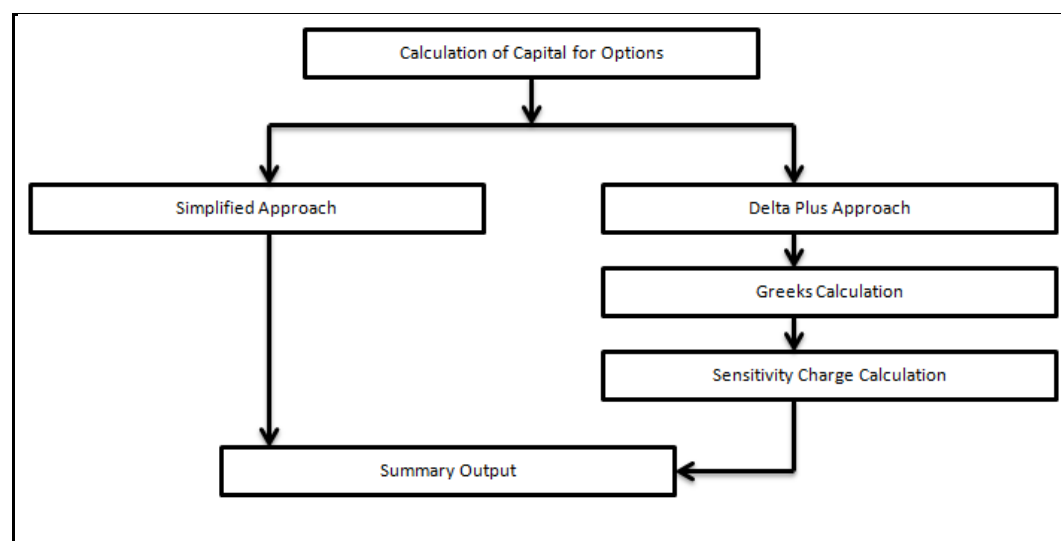 Calculation of Capital for Options
Simplified Approach
Delta Plus Approach
Greeks Calculation
Sensitivity Charge Calculation
Summary Output